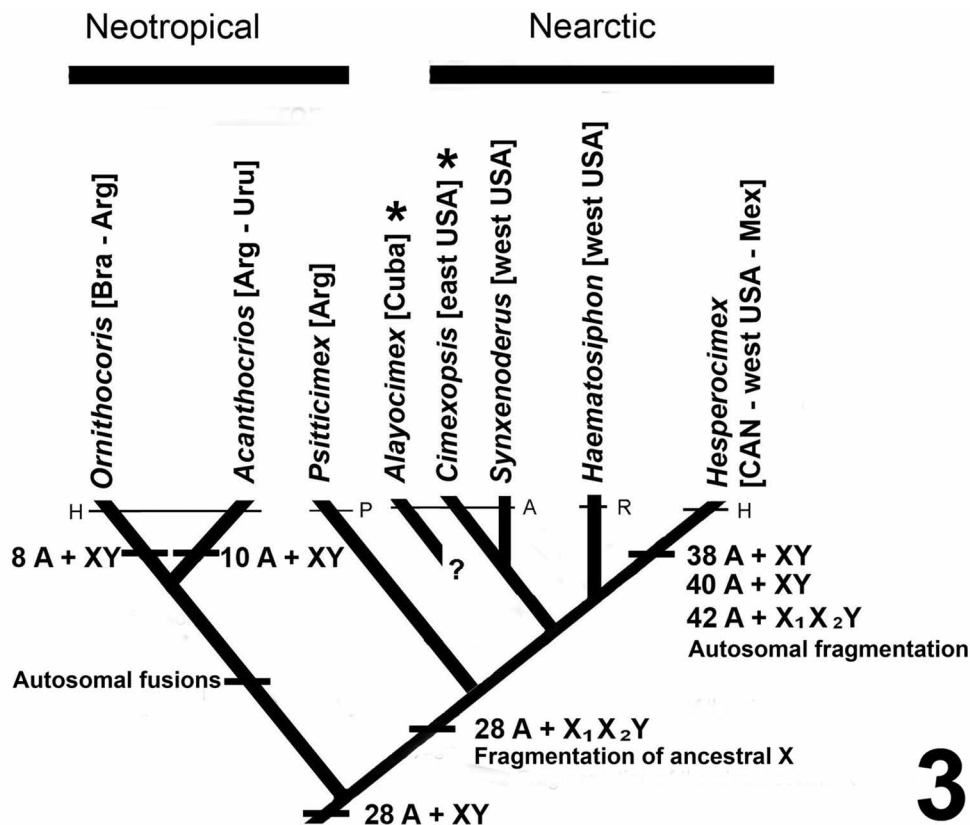 Neotropical
Nearctic
Ornithocoris [Bra - Arg]
Acanthocrios [Arg - Uru]
Psitticimex [Arg]
Alayocimex [Cuba] *
Cimexopsis [east USA] *
Synxenoderus [west USA]
Haematosiphon [west USA]
Hesperocimex
[CAN - west USA - Mex]
H
P
A
R
H
8 A + XY
10 A + XY
?
38 A + XY
40 A + XY
42 A + X₁X₂Y
Autosomal fragmentation
Autosomal fusions
28 A + X₁X₂Y
Fragmentation of ancestral X
28 A + XY
3